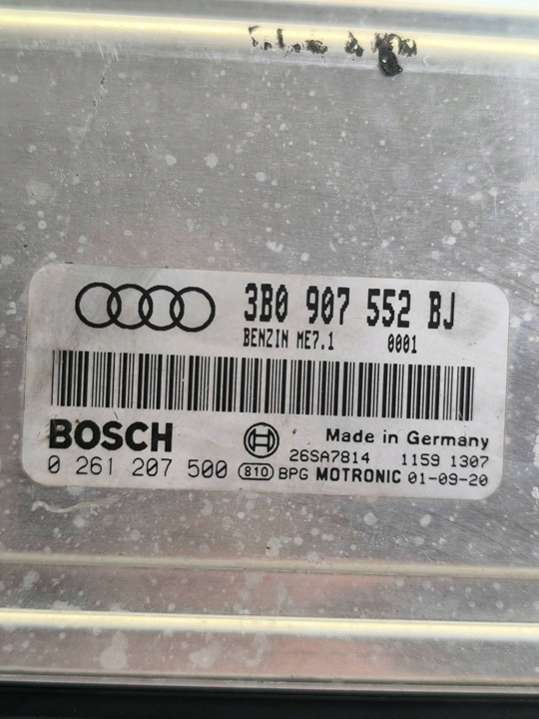 3B0 907 552 BJ
BENZIN ME7.1 0001
BOSCH
Made in Germany
26SA7814 1159 1307
0 261 207 500 810 BPG MOTRONIC 01-09-20